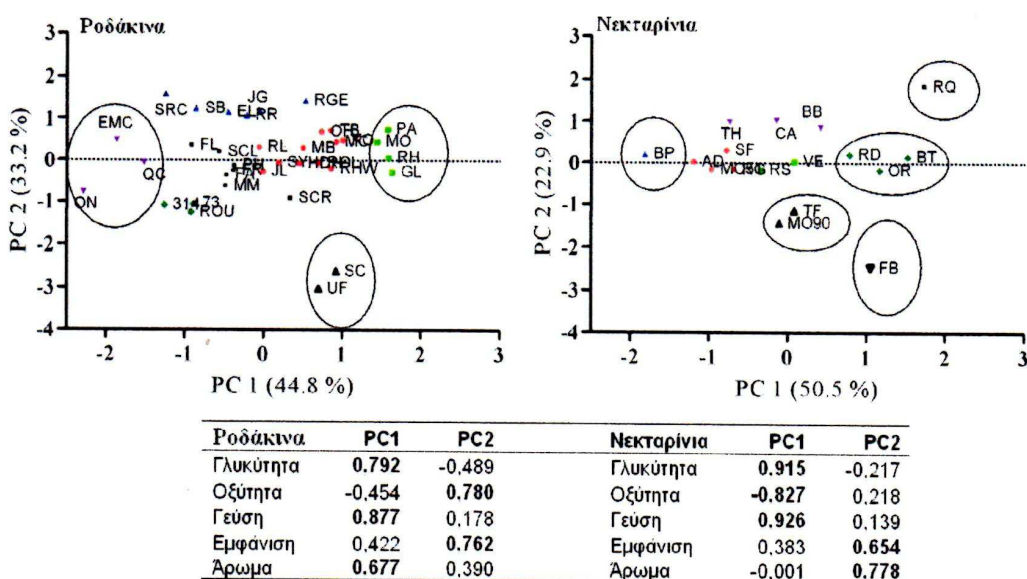 Ροδάκινα
3
2
1
0
-1
-2
-3
-4
PC 2 (33.2 %)
SRC
SB
JG
RR
RGE
EMC
FL
SCL
RL
MB
PA
MO
RH
GL
QC
MM
JL
RHW
ON
31473
ROU
SCR
SC
UF
-2 -1 0 1 2 3
PC 1 (44.8 %)
Νεκταρίνια
3
2
1
0
-1
-2
-3
-4
PC 2 (22.9 %)
RQ
BB
TH
CA
SF
BP
AD
RS
VE
RD
BT
OR
TF
MO90
FB
-2 -1 0 1 2 3
PC 1 (50.5 %)
Ροδάκινα PC1 PC2
Γλυκύτητα 0.792 -0,489
Οξύτητα -0,454 0.780
Γεύση 0.877 0,178
Εμφάνιση 0,422 0.762
Άρωμα 0.677 0,390
Νεκταρίνια PC1 PC2
Γλυκύτητα 0.915 -0,217
Οξύτητα -0.827 0,218
Γεύση 0.926 0,139
Εμφάνιση 0,383 0.654
Άρωμα -0,001 0.778